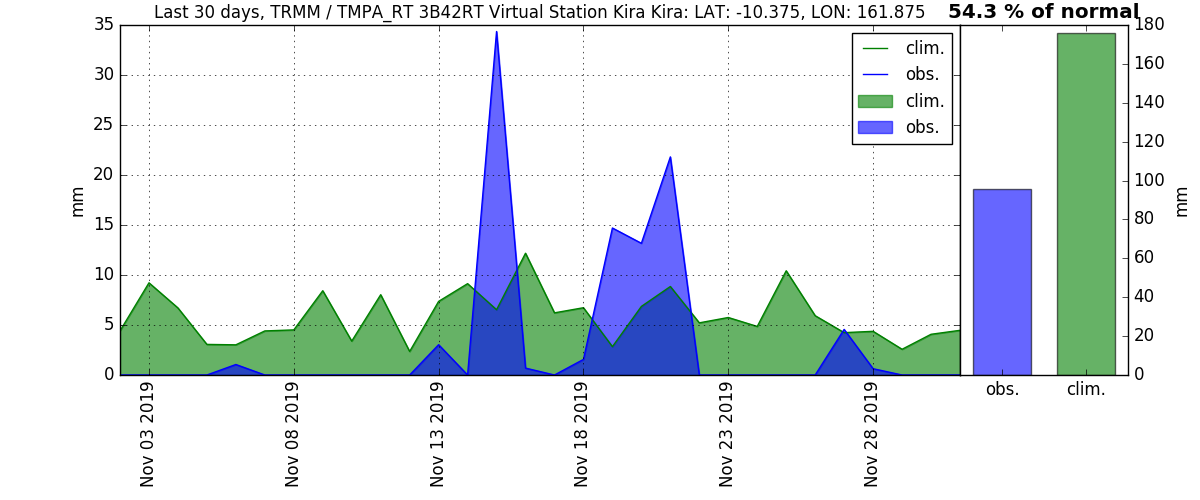 Last 30 days, TRMM / TMPA_RT 3B42RT Virtual Station Kira Kira: LAT: -10.375, LON: 161.875
54.3 % of normal
35
30
25
20
15
10
5
0
mm
clim.
obs.
clim.
obs.
Nov 03 2019
Nov 08 2019
Nov 13 2019
Nov 18 2019
Nov 23 2019
Nov 28 2019
180
160
140
120
100
80
60
40
20
0
mm
obs.
clim.